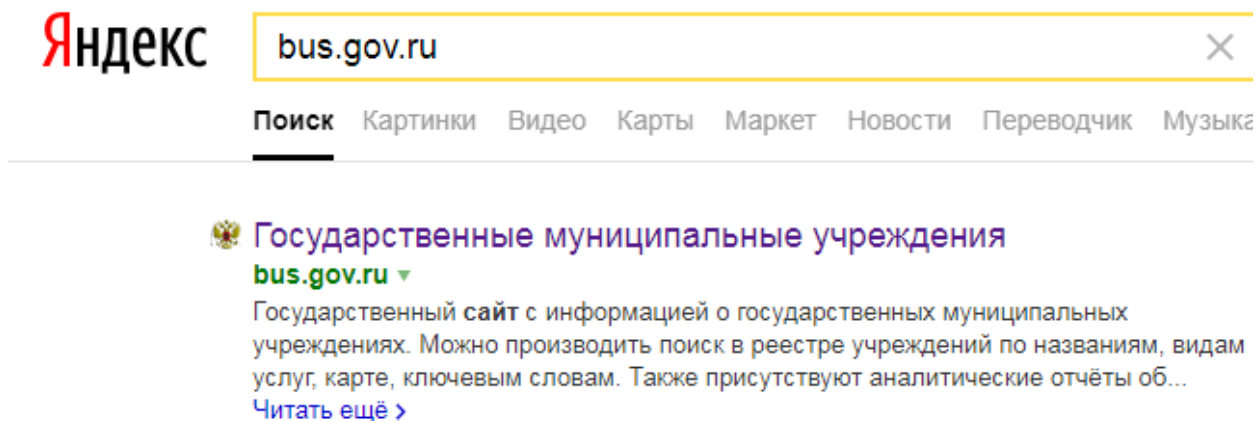 Яндекс
bus.gov.ru
Поиск Картинки Видео Карты Маркет Новости Переводчик Музыка
Государственные муниципальные учреждения
bus.gov.ru
Государственный сайт с информацией о государственных муниципальных
учреждениях. Можно производить поиск в реестре учреждений по названиям, видам
услуг, карте, ключевым словам. Также присутствуют аналитические отчёты об...
Читать ещё >